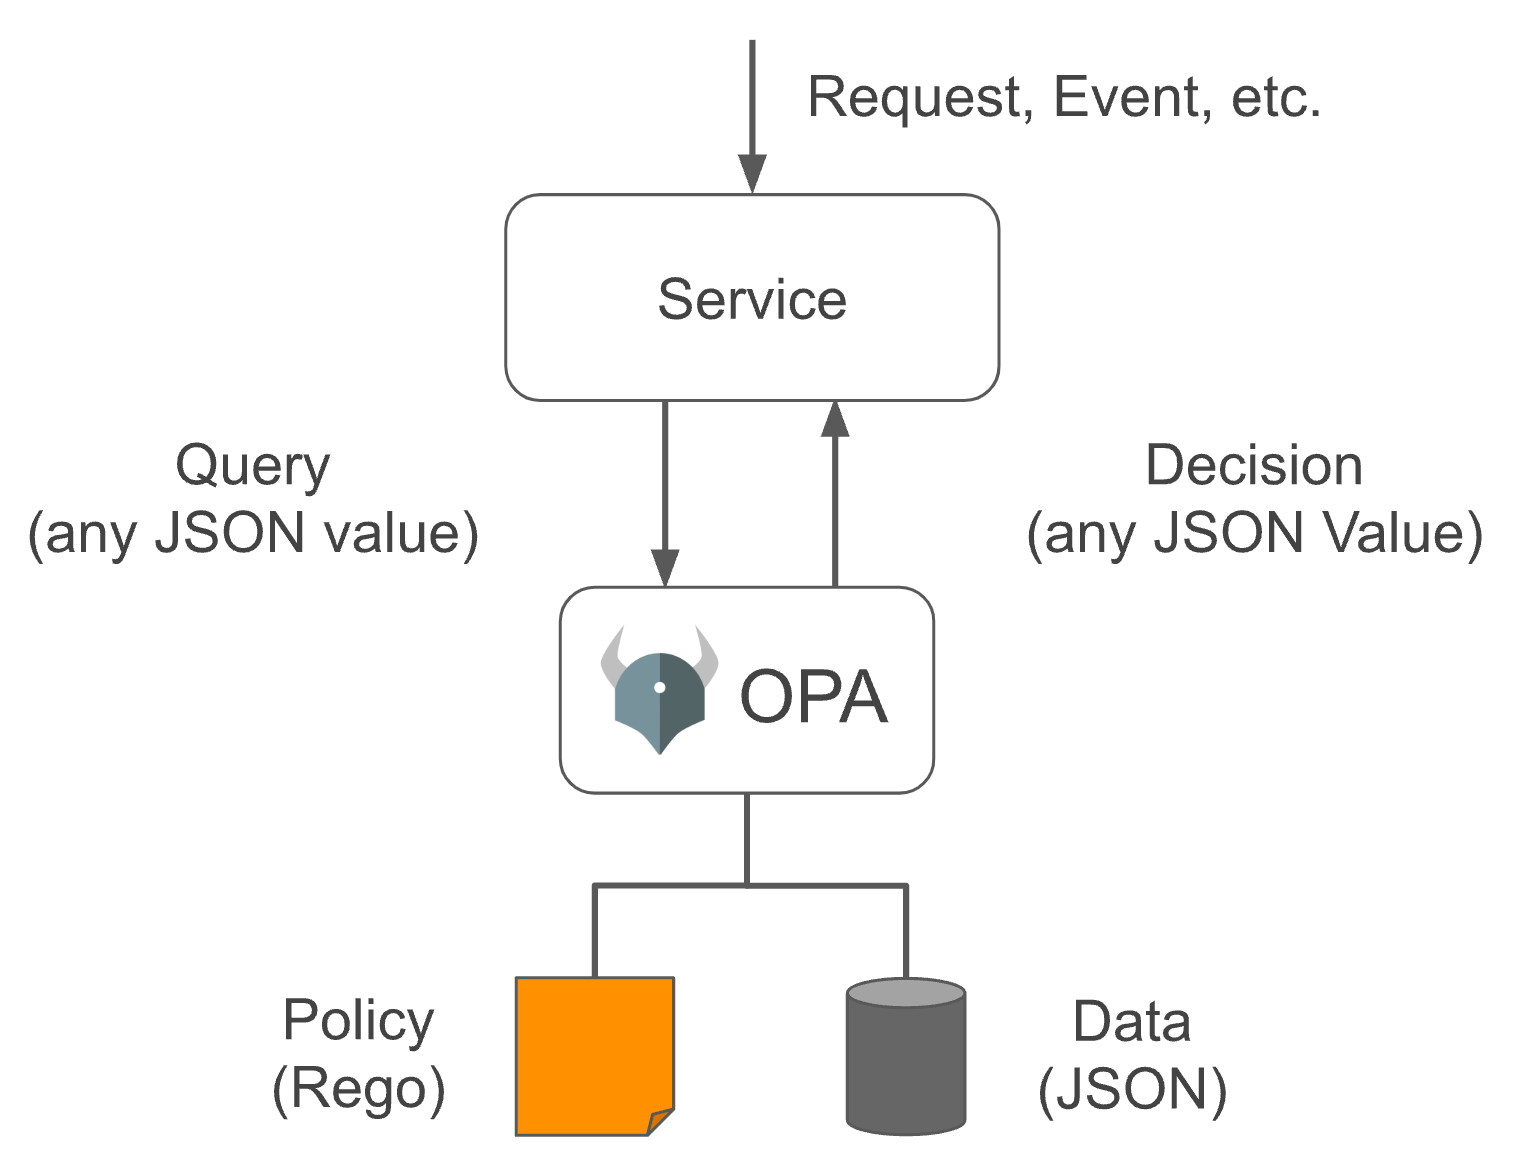 Request, Event, etc.
Service
Query
(any JSON value)
Decision
(any JSON Value)
OPA
Policy
(Rego)
Data
(JSON)